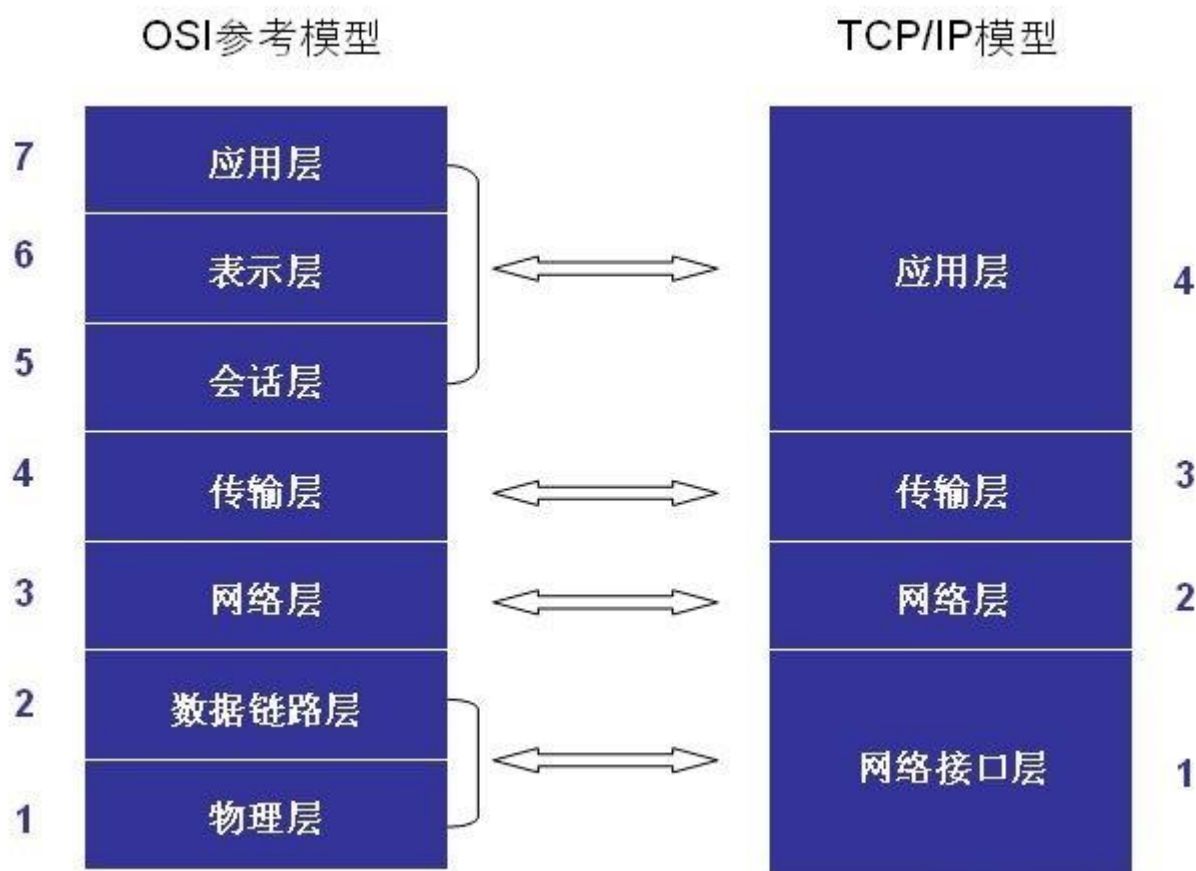 OSI参考模型
TCP/IP模型
7
应用层
6
表示层
5
会话层
4
传输层
3
网络层
2
数据链路层
1
物理层
应用层
4
传输层
3
网络层
2
网络接口层
1